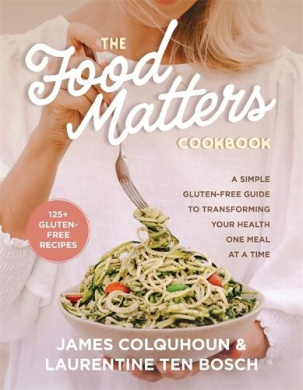 THE
Food
Matters
COOKBOOK
A SIMPLE
GLUTEN-FREE GUIDE
TO TRANSFORMING
YOUR HEALTH
ONE MEAL
AT A TIME
125+
GLUTEN-
FREE
RECIPES
JAMES COLQUHOUN &
LAURENTINE TEN BOSCH